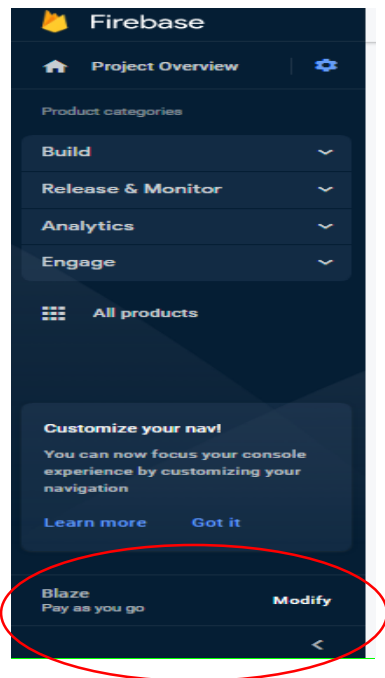 Firebase
Project Overview
Product categories
Build
Release & Monitor
Analytics
Engage
All products
Customize your nav!
You can now focus your console
experience by customizing your
navigation
Learn more Got it
Blaze
Pay as you go
Modify